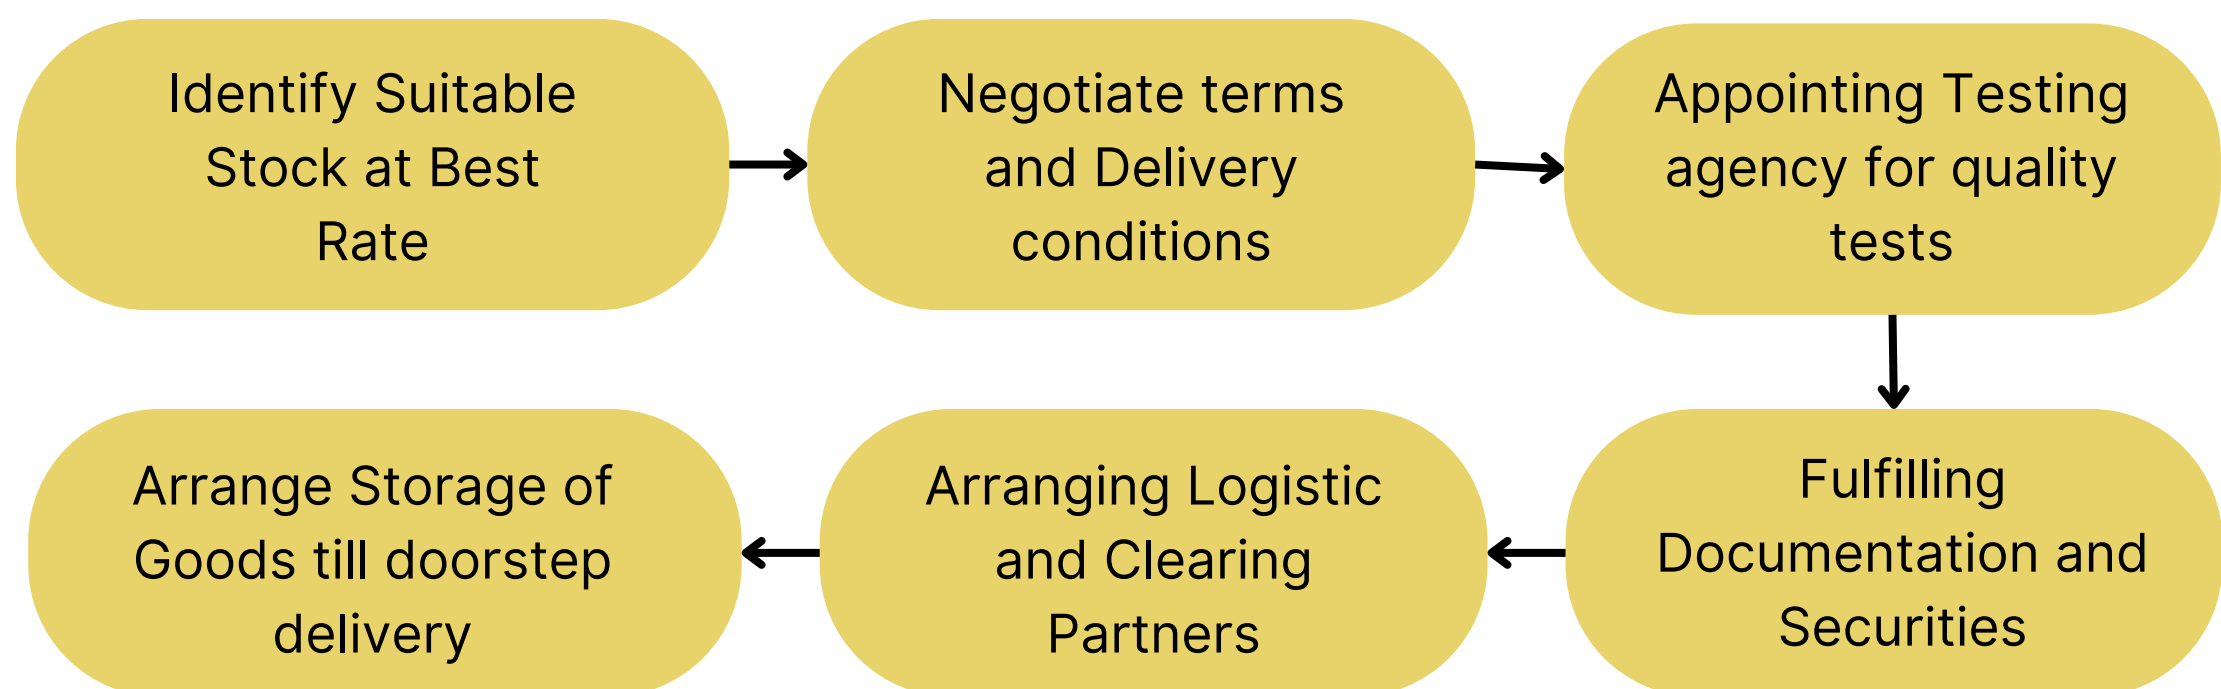 Identify Suitable
Stock at Best
Rate
Negotiate terms
and Delivery
conditions
Appointing Testing
agency for quality
tests
Fulfilling
Documentation and
Securities
Arranging Logistic
and Clearing
Partners
Arrange Storage of
Goods till doorstep
delivery